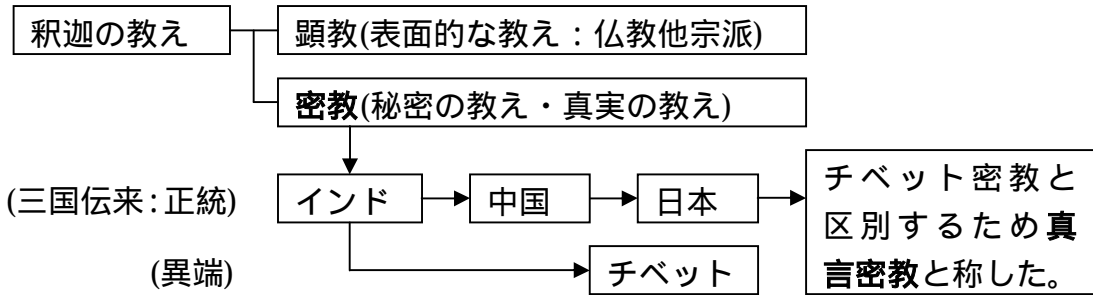 釈迦の教え
顕教(表面的な教え：仏教他宗派)
密教(秘密の教え・真実の教え)
(三国伝来：正統)
インド
中国
日本
チベット密教と
区別するため真
言密教と称した。
(異端)
チベット